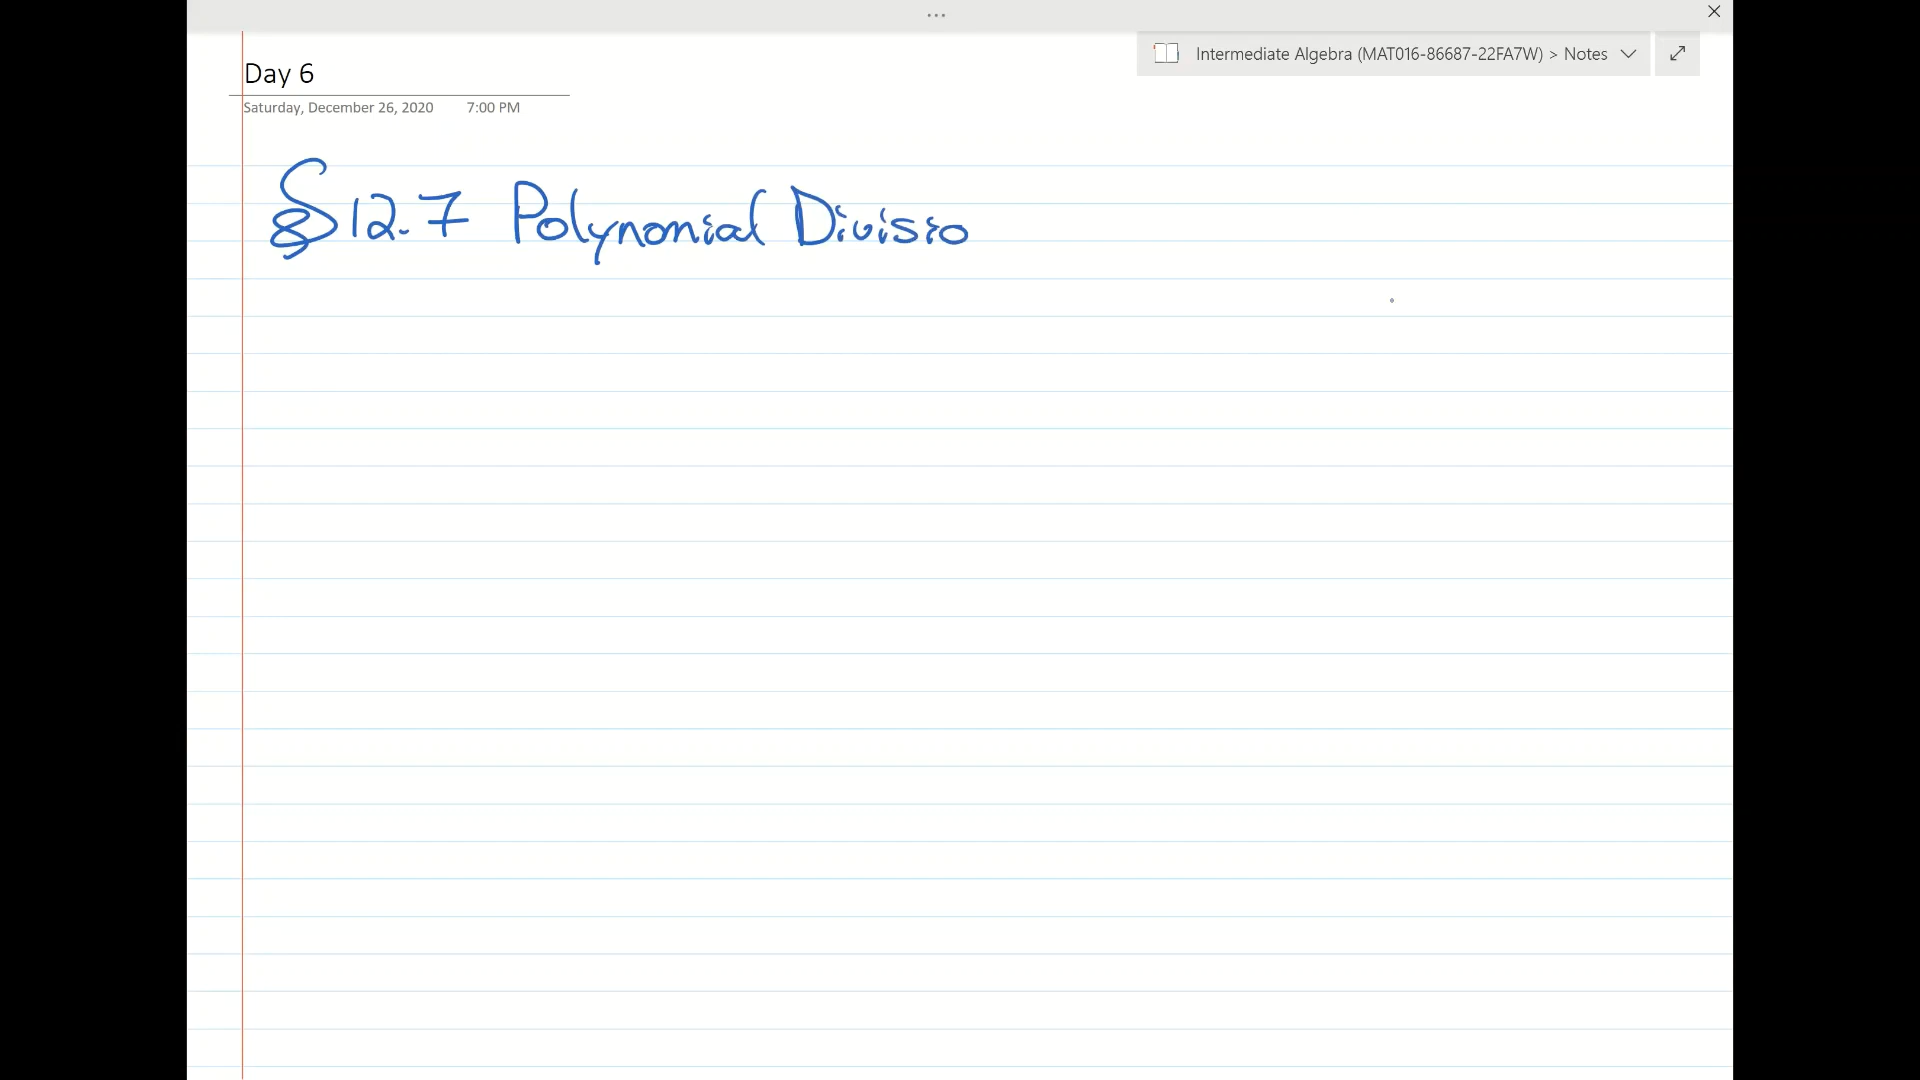 ...
Intermediate Algebra (MAT016-86687-22FA7W) > Notes
Day 6
Saturday, December 26, 2020 7:00 PM
§12.7 Polynomial Divisio